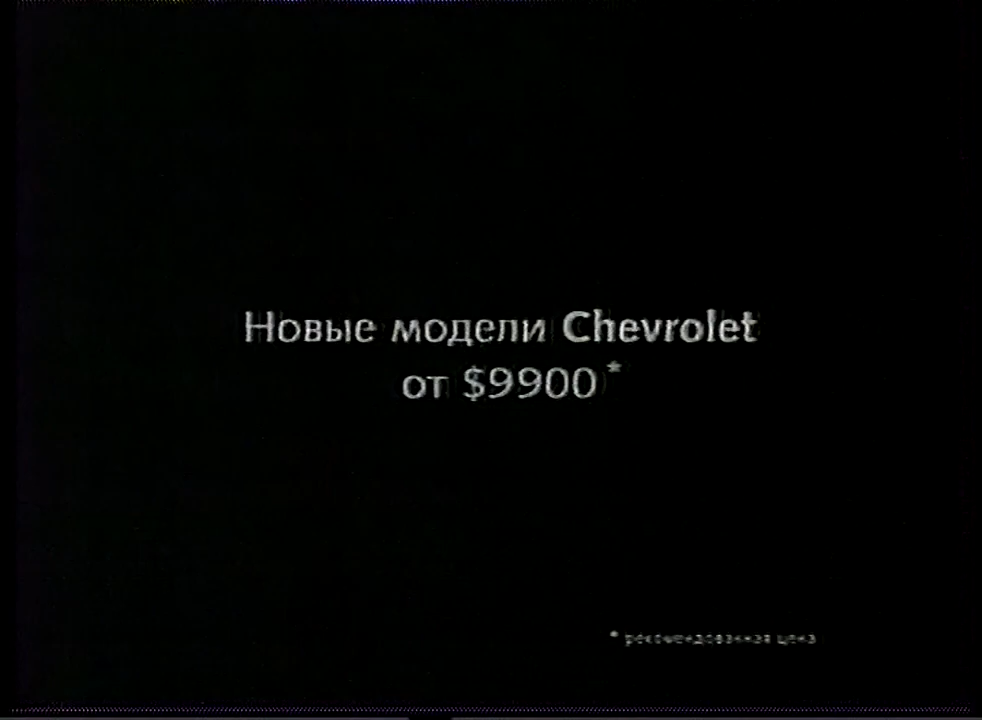 Новые модели Chevrolet
от $9900*
* рекомендованная цена